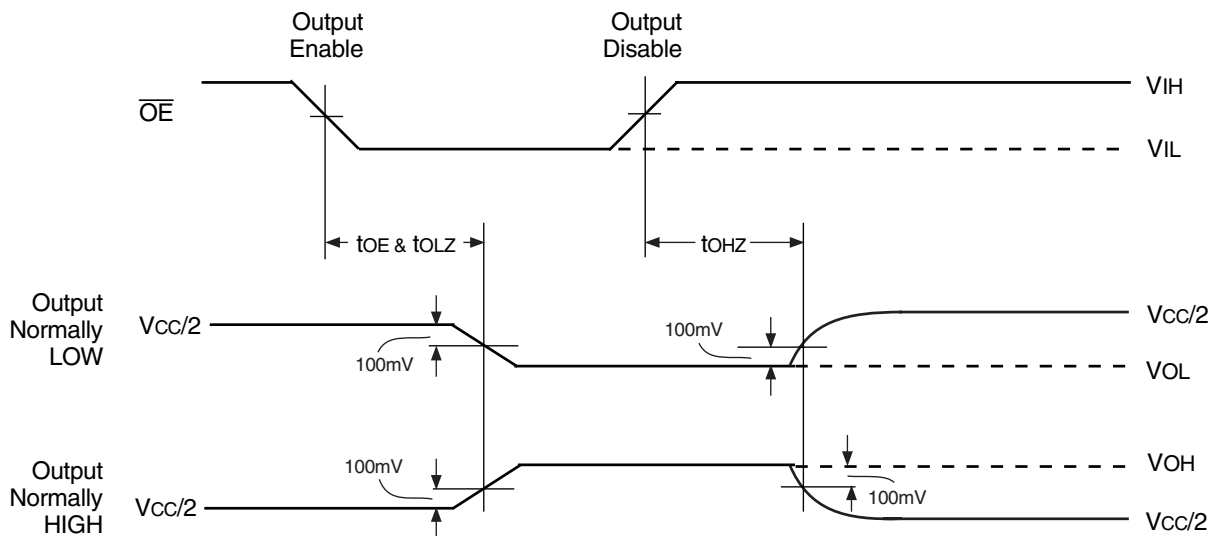 Output
Enable
Output
Disable
OE
VIH
VIL
tOE & tOLZ
tOHZ
Output
Normally
LOW
VCC/2
100mV
100mV
VCC/2
VOL
Output
Normally
HIGH
100mV
VCC/2
VOH
100mV
VCC/2